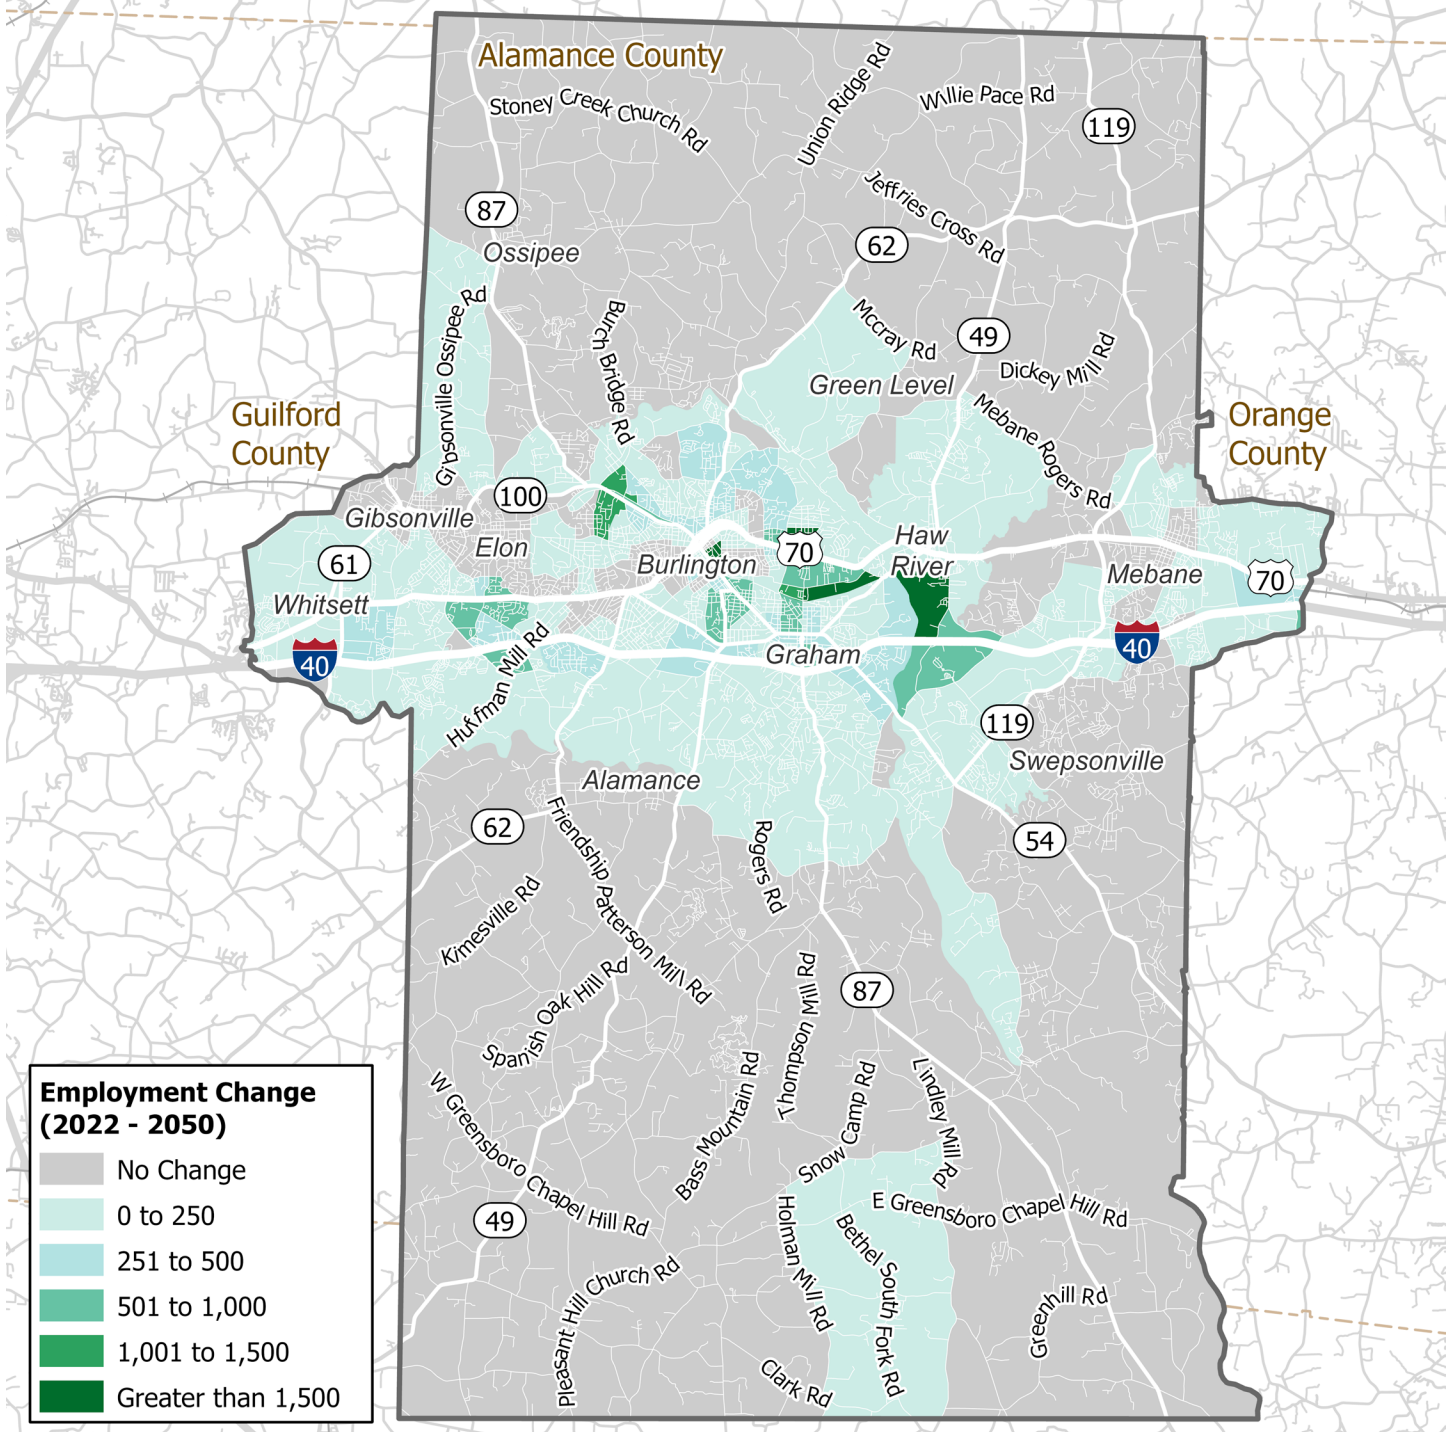 Alamance County
Stoney Creek Church Rd
Union Ridge Rd
Willie Pace Rd
119
87
Jeffries Cross Rd
62
Ossipee
Gibsonville Ossipee Rd
Burch Bridge Rd
Mccray Rd
49
Dickey Mill Rd
Green Level
Guilford
County
Mebane Rogers Rd
Orange
County
100
Gibsonville
Elon
Haw
River
70
Burlington
61
Mebane
70
Whitsett
40
Huffman Mill Rd
Graham
40
119
Swepsonville
Alamance
62
Friendship Patterson Mill Rd
Rogers Rd
54
Kimesville Rd
Spanish Oak Hill Rd
Thompson Mill Rd
87
W Greensboro Chapel Hill Rd
Bass Mountain Rd
Snow Camp Rd
Lindley Mill Rd
49
Holman Mill Rd
E Greensboro Chapel Hill Rd
Bethel South Fork Rd
Pleasant Hill Church Rd
Greenhill Rd
Clark Rd
Employment Change
(2022 - 2050)
No Change
0 to 250
251 to 500
501 to 1,000
1,001 to 1,500
Greater than 1,500